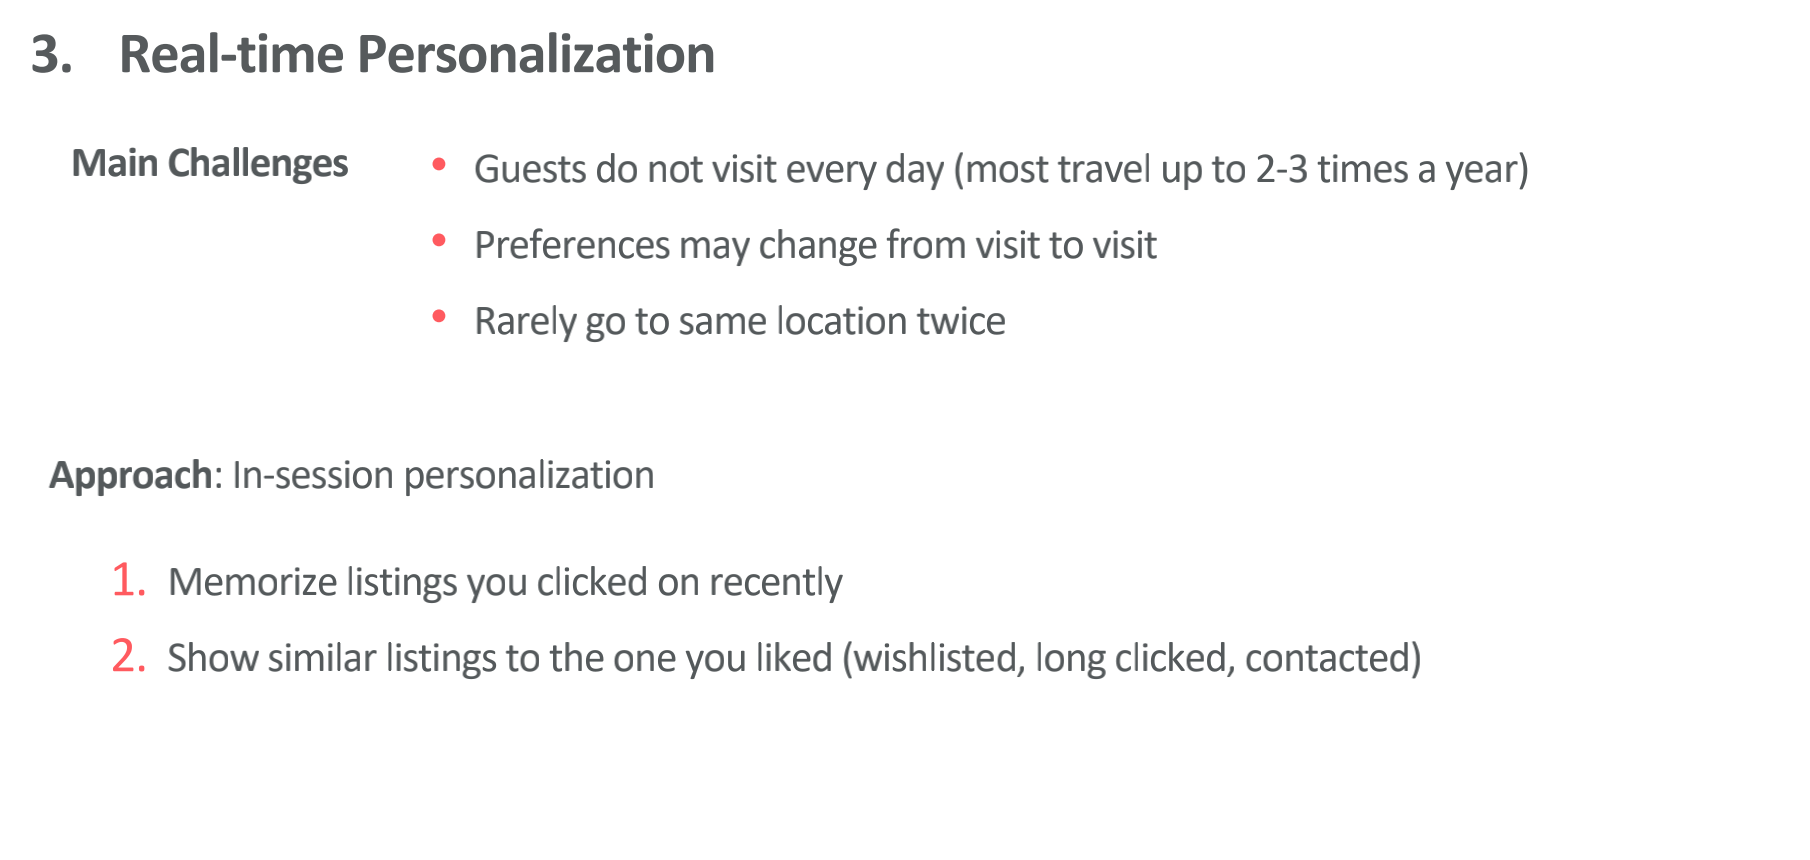 3. Real-time Personalization
Main Challenges
• Guests do not visit every day (most travel up to 2-3 times a year)
• Preferences may change from visit to visit
• Rarely go to same location twice
Approach: In-session personalization
1. Memorize listings you clicked on recently
2. Show similar listings to the one you liked (wishlisted, long clicked, contacted)